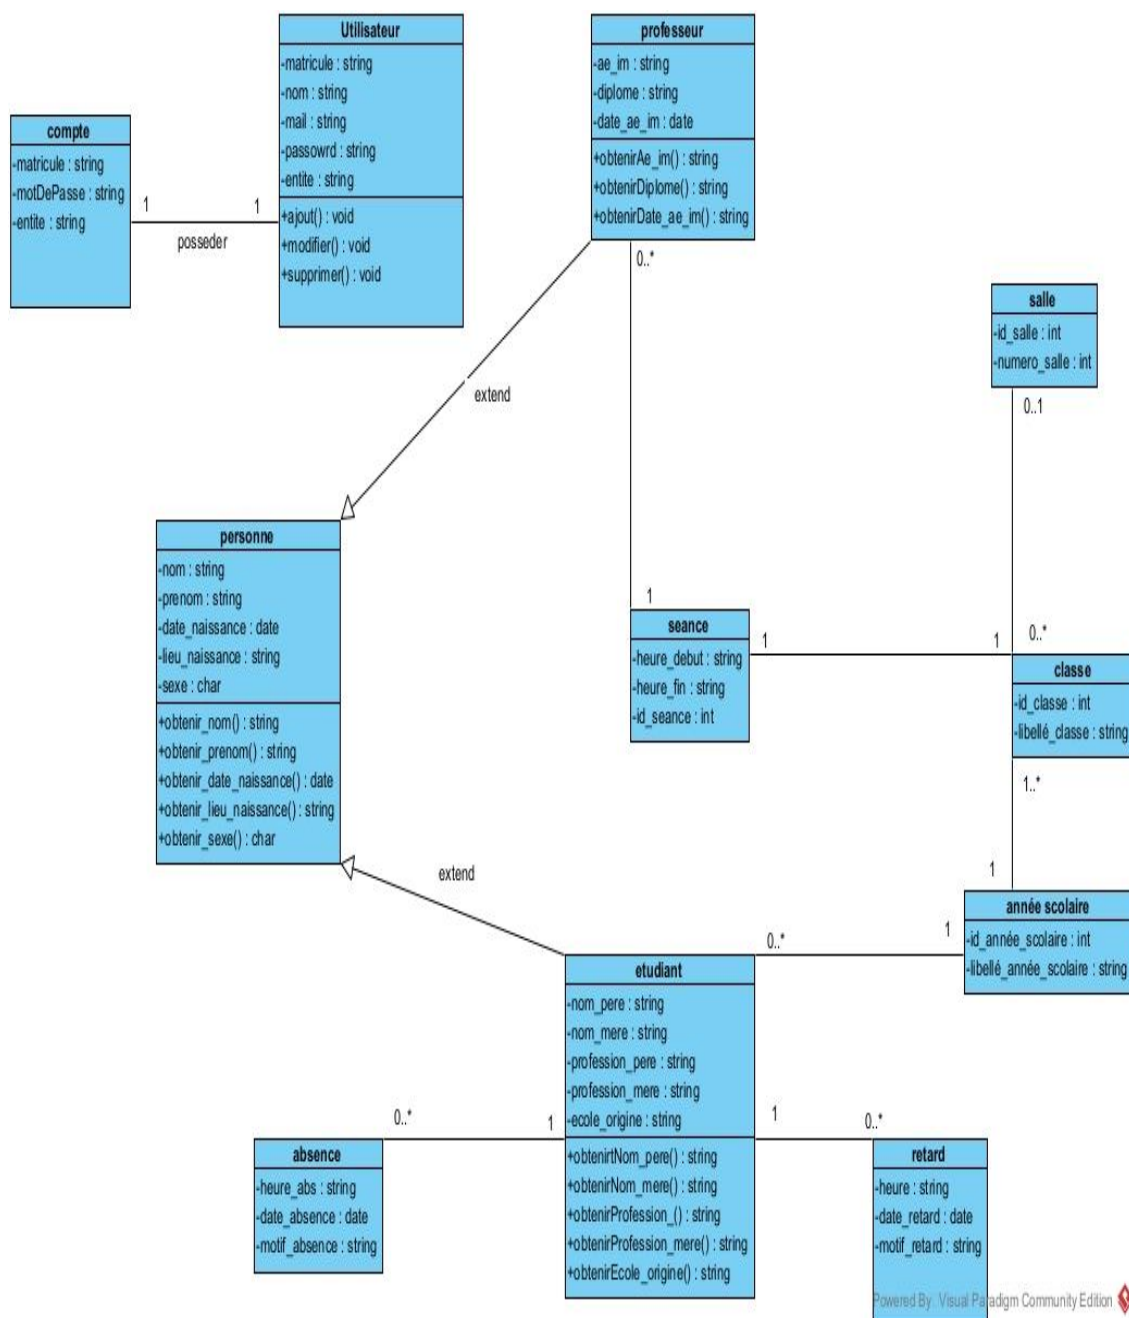 Utilisateur
-matricule : string
-nom : string
-mail : string
-passowrd : string
-entite : string
+ajout() : void
+modifier() : void
+supprimer() : void
professeur
-ae_im : string
-diplome : string
-date_ae_im : date
+obtenirAe_im() : string
+obtenirDiplome() : string
+obtenirDate_ae_im() : string
compte
-matricule : string
-motDePasse : string
-entite : string
1
1
posseder
0..*
salle
-id_salle : int
-numero_salle : int
0..1
extend
personne
-nom : string
-prenom : string
-date_naissance : date
-lieu_naissance : string
-sexe : char
+obtenir_nom() : string
+obtenir_prenom() : string
+obtenir_date_naissance() : date
+obtenir_lieu_naissance() : string
+obtenir_sexe() : char
1
seance
-heure_debut : string
-heure_fin : string
-id_seance : int
1
1
0..*
classe
-id_classe : int
-libellé_classe : string
1..*
1
extend
année scolaire
-id_année_scolaire : int
-libellé_année_scolaire : string
0..*
1
etudiant
-nom_pere : string
-nom_mere : string
-profession_pere : string
-profession_mere : string
-ecole_origine : string
+obtenirtNom_pere() : string
+obtenirNom_mere() : string
+obtenirProfession_() : string
+obtenirProfession_mere() : string
+obtenirEcole_origine() : string
0..*
1
1
0..*
absence
-heure_abs : string
-date_absence : date
-motif_absence : string
retard
-heure : string
-date_retard : date
-motif_retard : string
Powered By: Visual Paradigm Community Edition